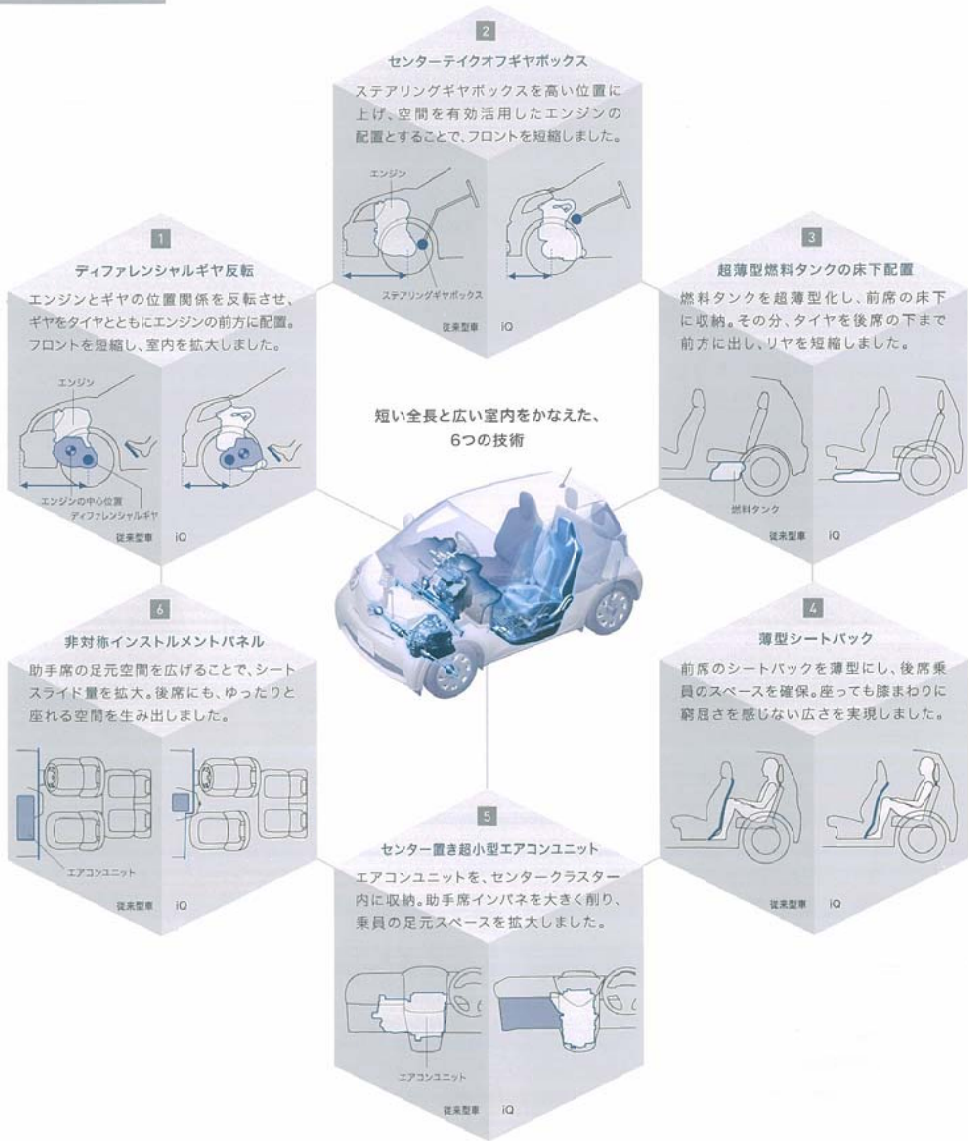 2
センターテイクオフギヤボックス
ステアリングギヤボックスを高い位置に
上げ、空間を有効活用したエンジンの
配置とすることで、フロントを短縮しました。
エンジン
ステアリングギヤボックス
従来型車
iQ
1
ディファレンシャルギヤ反転
エンジンとギヤの位置関係を反転させ、
ギヤをタイヤとともにエンジンの前方に配置。
フロントを短縮し、室内を拡大しました。
エンジン
エンジンの中心位置
ディファレンシャルギヤ
従来型車
iQ
3
超薄型燃料タンクの床下配置
燃料タンクを超薄型化し、前席の床下
に収納。その分、タイヤを後席の下まで
前方に出し、リヤを短縮しました。
燃料タンク
従来型車
iQ
短い全長と広い室内をかなえた、
6つの技術
6
非対称インストルメントパネル
助手席の足元空間を広げることで、シート
スライド量を拡大。後席にも、ゆったりと
座れる空間を生み出しました。
エアコンユニット
従来型車
iQ
4
薄型シートバック
前席のシートバックを薄型にし、後席乗
員のスペースを確保。座っても膝まわりに
窮屈さを感じない広さを実現しました。
従来型車
iQ
5
センター置き超小型エアコンユニット
エアコンユニットを、センタークラスター
内に収納。助手席インパネを大きく削り、
乗員の足元スペースを拡大しました。
エアコンユニット
従来型車
iQ